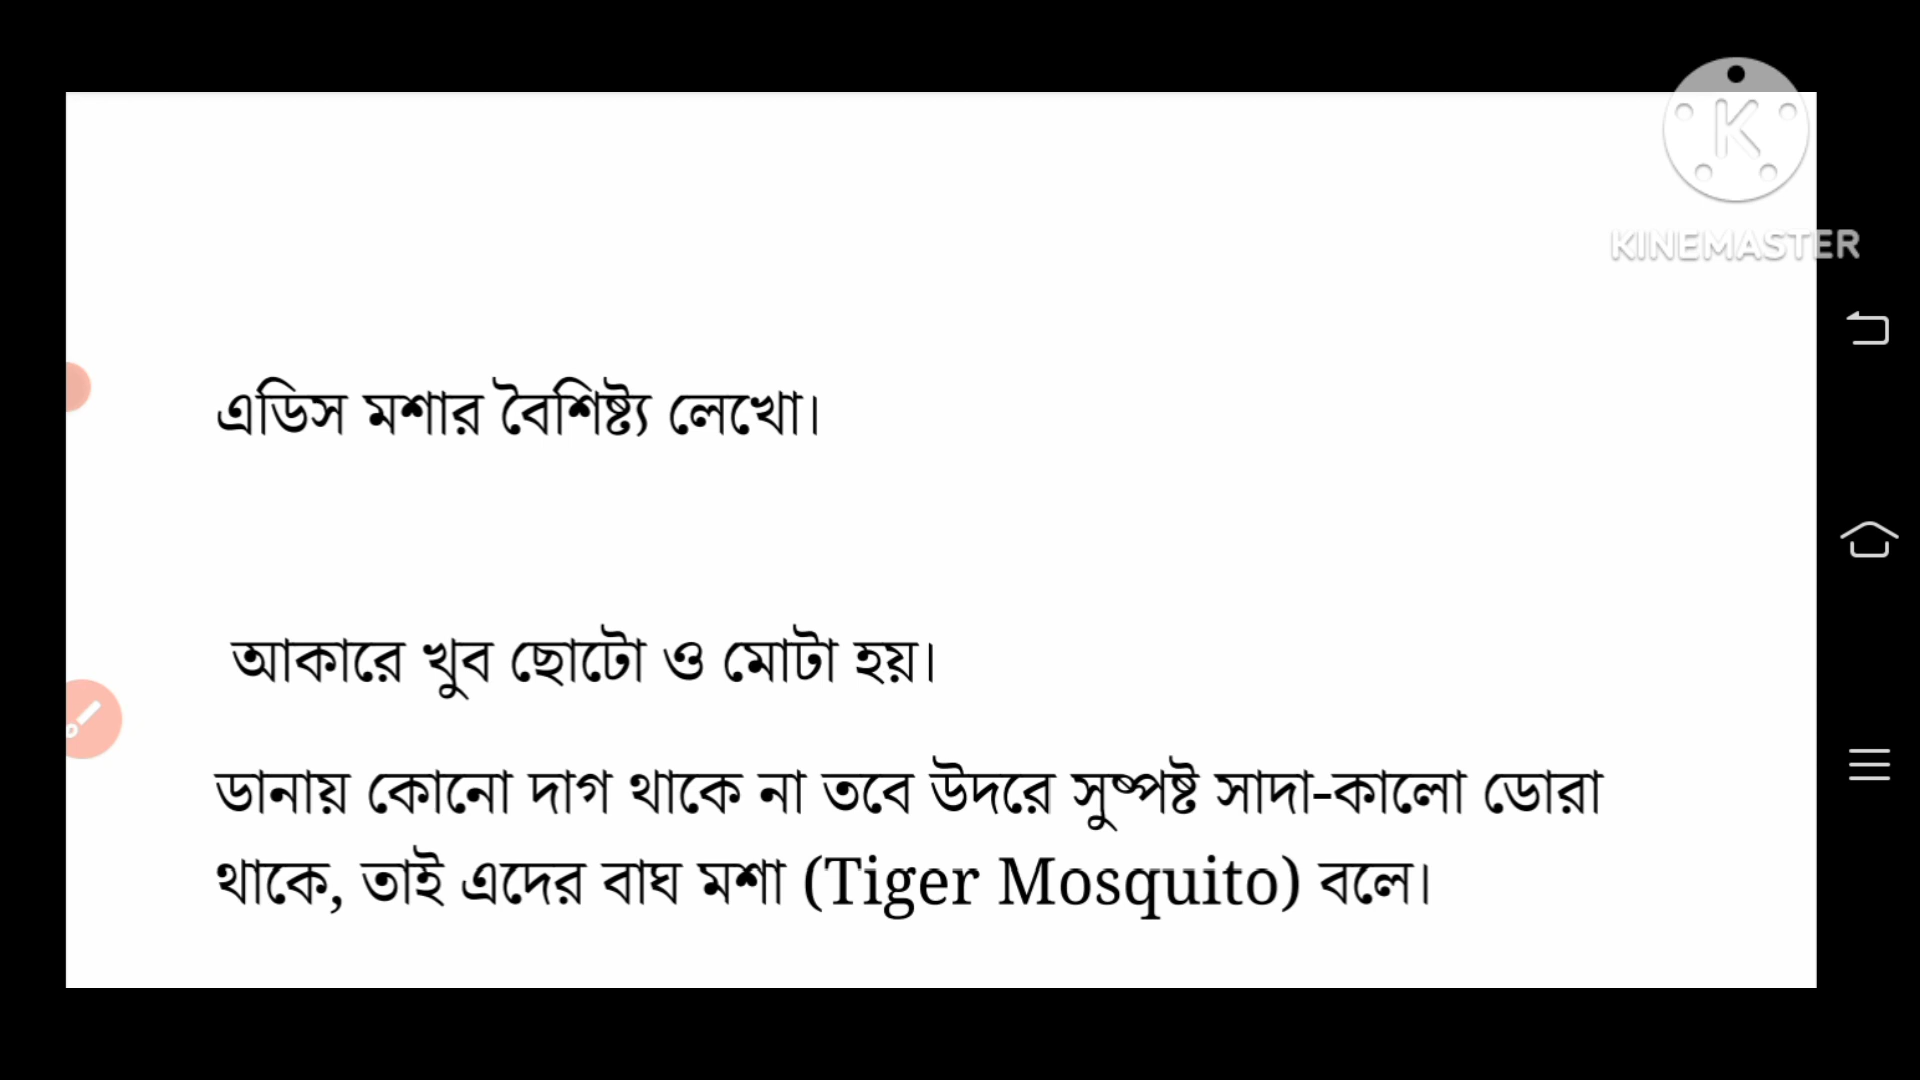 K
KINEMASTER
এডিস মশার বৈশিষ্ট্য লেখো।
আকারে খুব ছোটো ও মোটা হয়।
ডানায় কোনো দাগ থাকে না তবে উদরে সুষ্পষ্ট সাদা-কালো ডোরা
থাকে, তাই এদের বাঘ মশা (Tiger Mosquito) বলে।